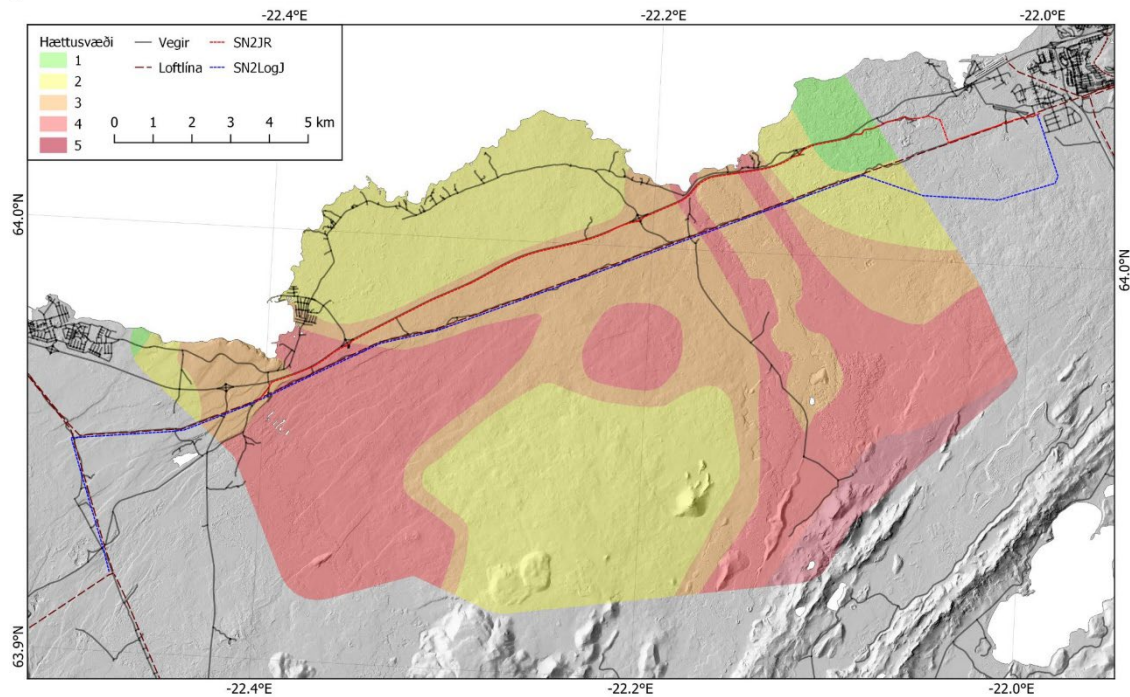 -22.4°E
-22.2°E
-22.0°E
Hættusvæði
1
2
3
4
5
Vegir
Loftlína
SN2JR
SN2LogJ
0 1 2 3 4 5 km
64.0°N
64.0°N
63.9°N
-22.4°E
-22.2°E
-22.0°E